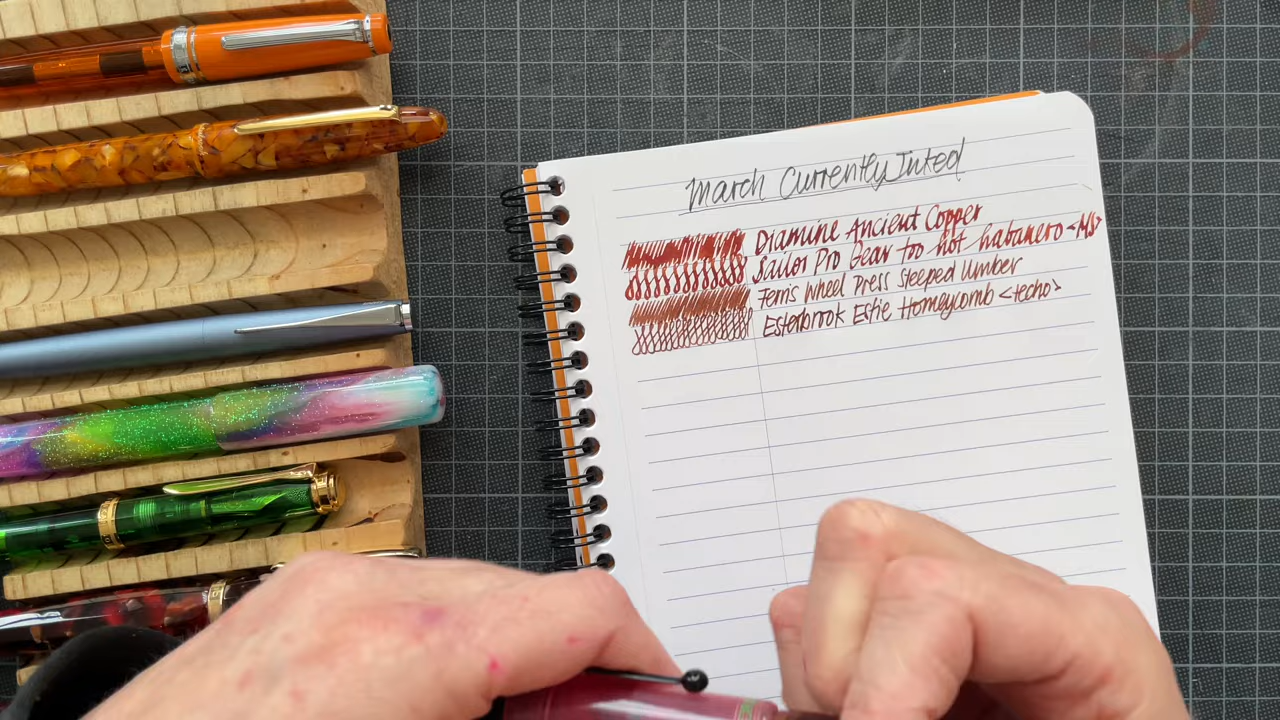 March Currently Inked
Diamine Ancient Copper
Sailor Pro Gear too hot habanero <MS>
Ferris Wheel Press Steeped Umber
Esterbrook Estie Honeycomb <techo>